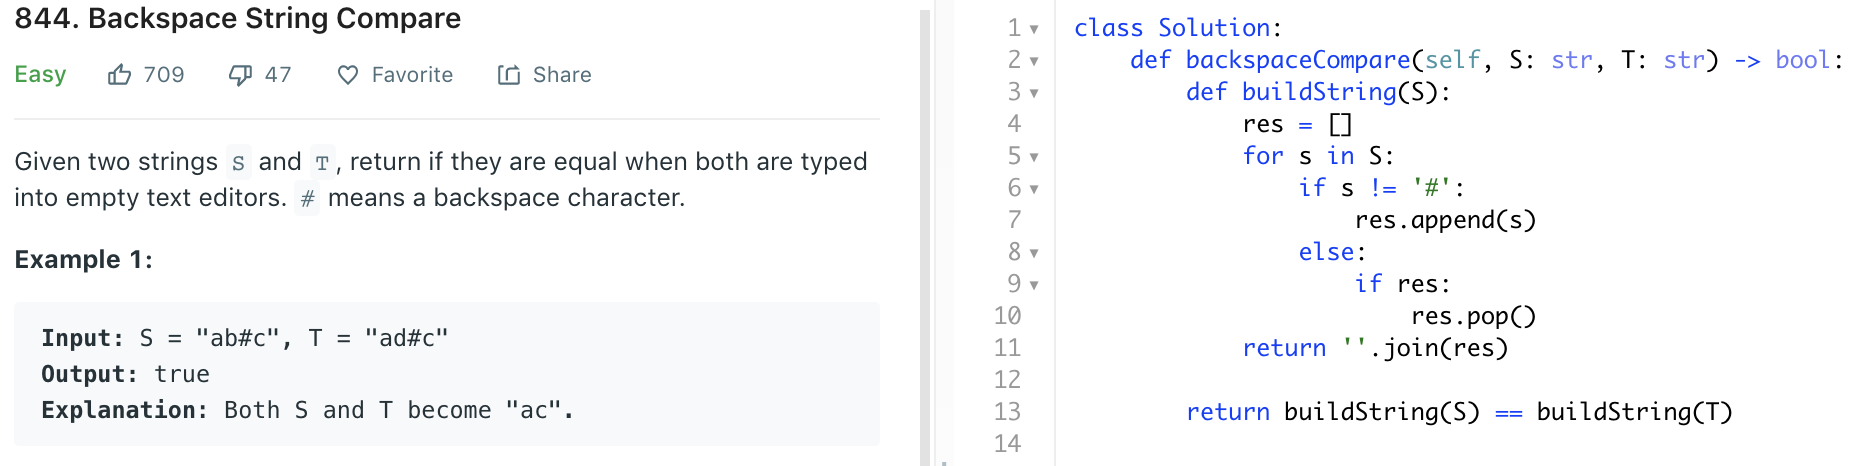 844. Backspace String Compare
Easy 709 47 Favorite Share
Given two strings S and T, return if they are equal when both are typed
into empty text editors. # means a backspace character.
Example 1:
Input: S = "ab#c", T = "ad#c"
Output: true
Explanation: Both S and T become "ac".
1 class Solution:
2     def backspaceCompare(self, S: str, T: str) -> bool:
3         def buildString(S):
4             res = []
5             for s in S:
6                 if s != '#':
7                     res.append(s)
8                 else:
9                     if res:
10                         res.pop()
11             return ''.join(res)
12
13         return buildString(S) == buildString(T)
14